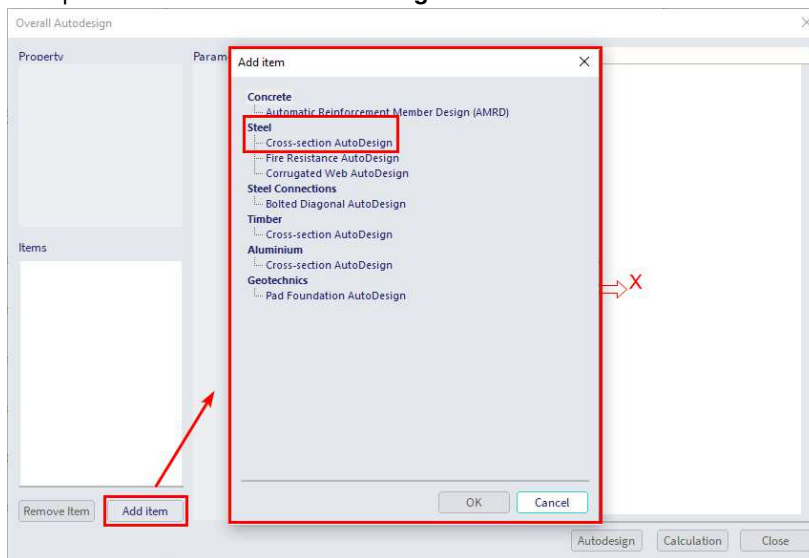 Overall Autodesign
Property
Param
Add item
Concrete
Automatic Reinforcement Member Design (AMRD)
Steel
Cross-section AutoDesign
Fire Resistance AutoDesign
Corrugated Web AutoDesign
Steel Connections
Bolted Diagonal AutoDesign
Timber
Cross-section AutoDesign
Aluminium
Cross-section AutoDesign
Geotechnics
Pad Foundation AutoDesign
Items
X
OK
Cancel
Remove Item
Add item
Autodesign
Calculation
Close